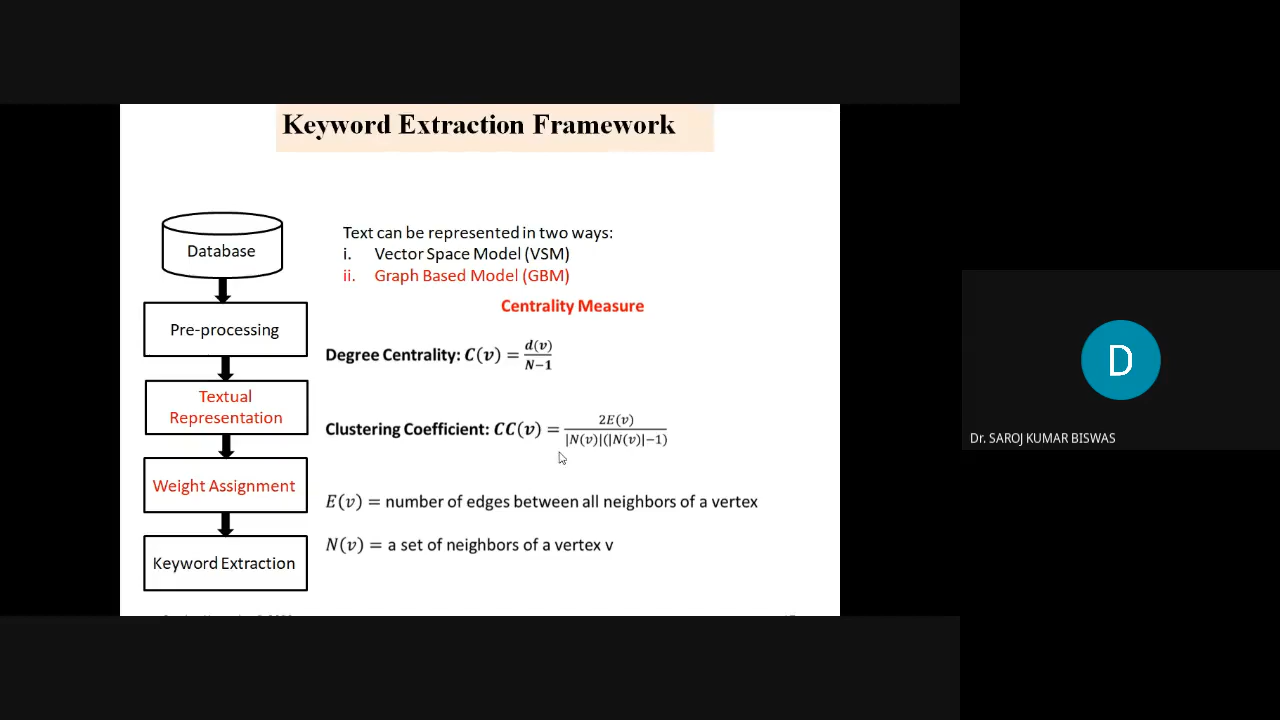 Keyword Extraction Framework
Database
Pre-processing
Textual
Representation
Weight Assignment
Keyword Extraction
Text can be represented in two ways:
i. Vector Space Model (VSM)
ii. Graph Based Model (GBM)
Centrality Measure
Degree Centrality: C(v) = d(v)/N−1
Clustering Coefficient: CC(v) = 2E(v)/|N(v)|(|N(v)|−1)
E(v) = number of edges between all neighbors of a vertex
N(v) = a set of neighbors of a vertex v
D
Dr. SAROJ KUMAR BISWAS